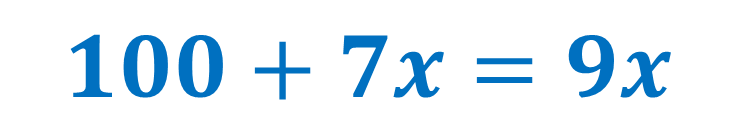 100 + 7x = 9x